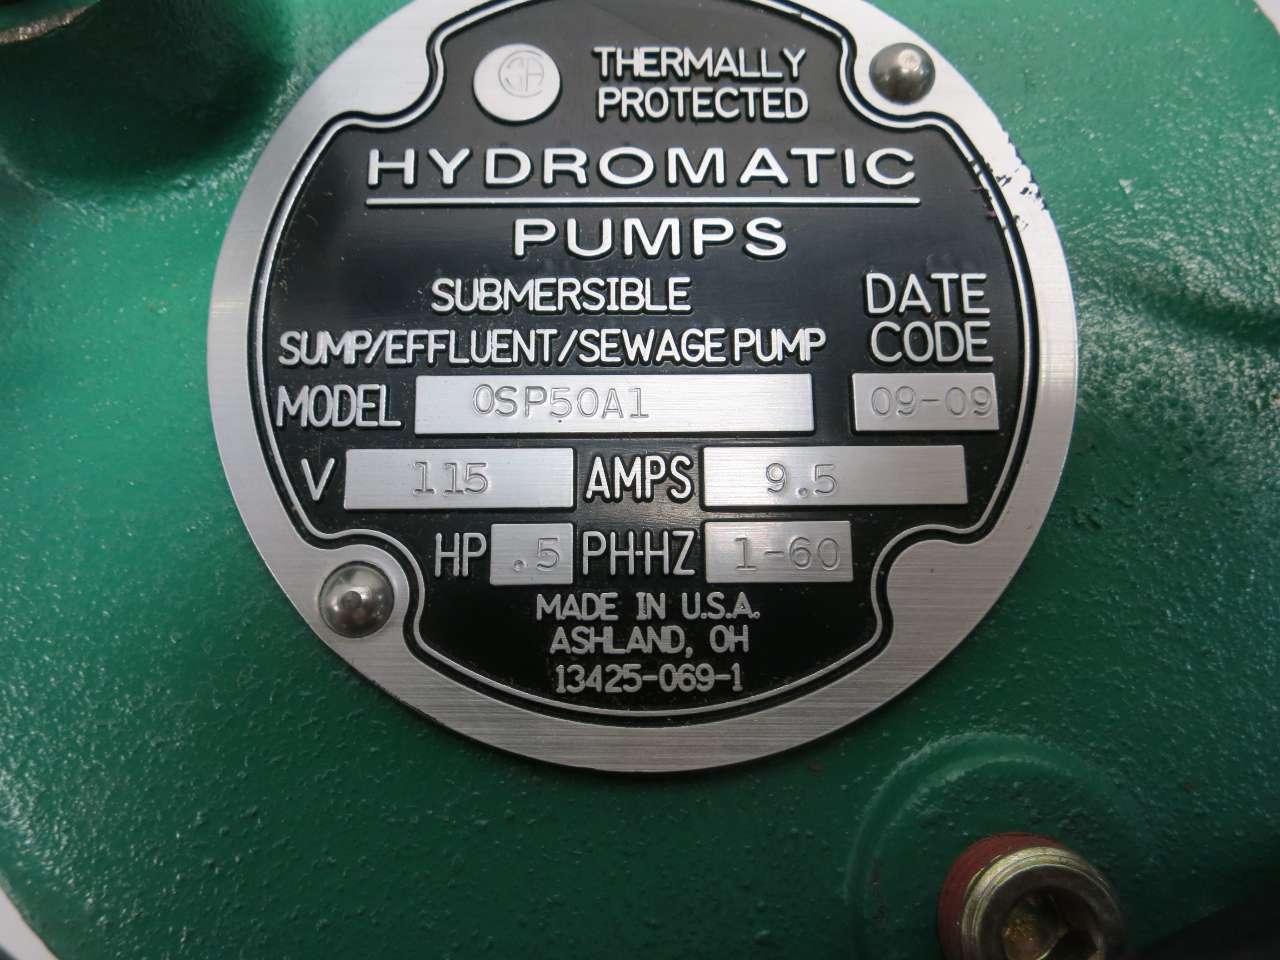 THERMALLY
PROTECTED
HYDROMATIC
PUMPS
SUBMERSIBLE
SUMP/EFFLUENT/SEWAGE PUMP
DATE
CODE
MODEL OSP50A1 09-09
V 115 AMPS 9.5
HP .5 PH-HZ 1-60
MADE IN U.S.A.
ASHLAND, OH
13425-069-1